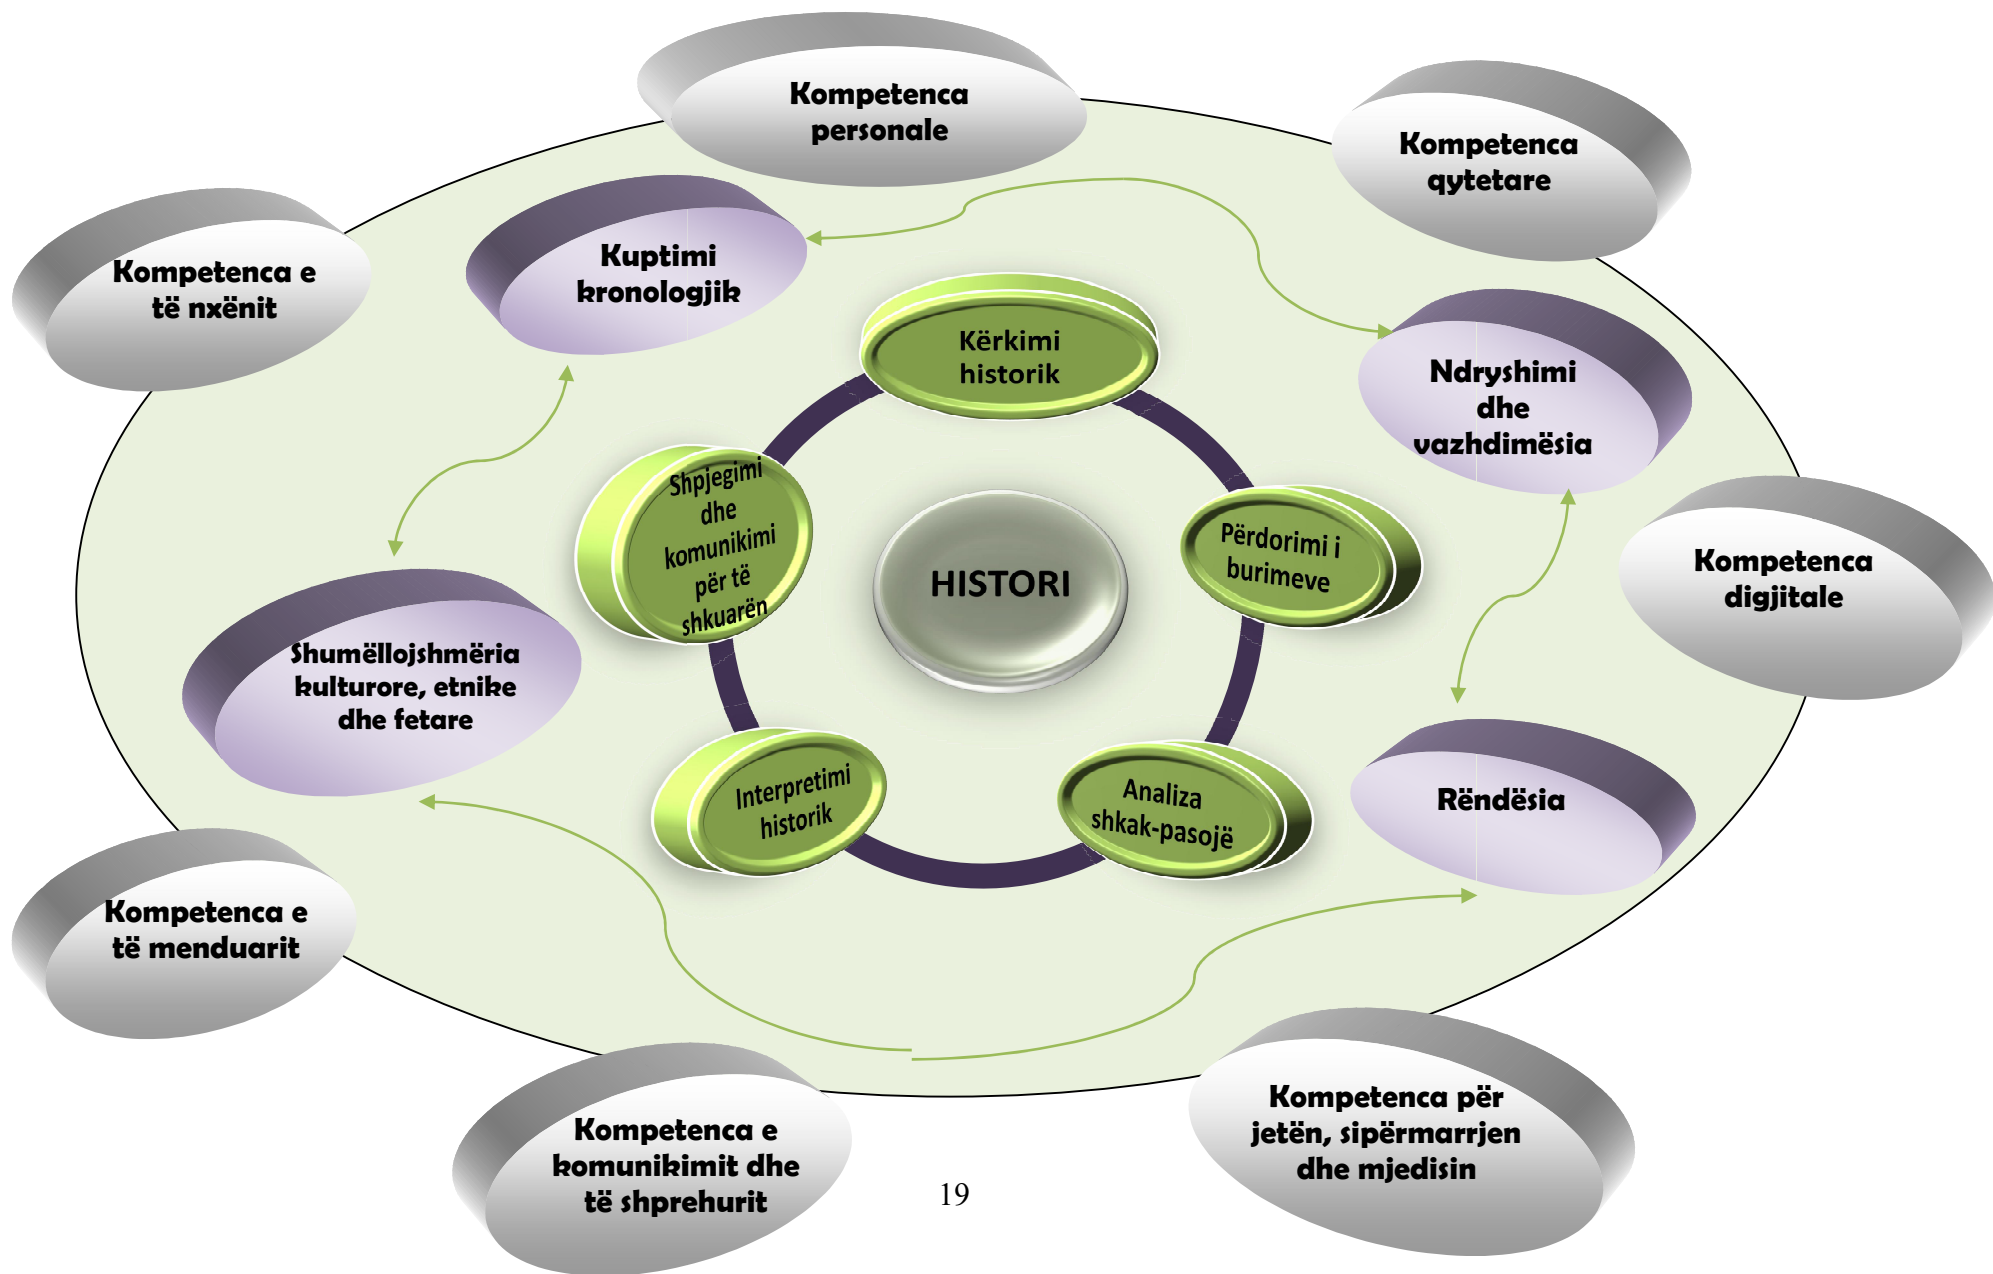 Kompetenca
personale
Kompetenca
qytetare
Kompetenca e
të nxënit
Kuptimi
kronologjik
Kërkimi
historik
Ndryshimi
dhe
vazhdimësia
Shpjegimi
dhe
komunikimi
për të
shkuarën
Përdorimi i
burimeve
HISTORI
Kompetenca
digjitale
Shumëllojshmëria
kulturore, etnike
dhe fetare
Interpretimi
historik
Analiza
shkak-pasojë
Rëndësia
Kompetenca e
të menduarit
Kompetenca e
komunikimit dhe
të shprehurit
Kompetenca për
jetën, sipërmarrjen
dhe mjedisin
19